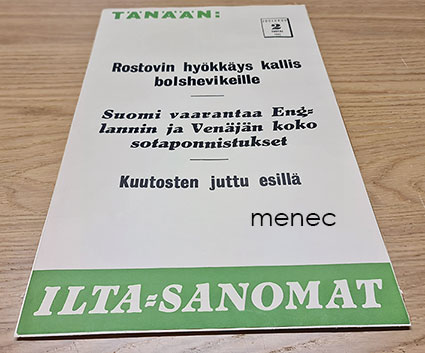 TÄNÄÄN:
2
Rostovin hyökkäys kallis
bolshevikeille
Suomi vaarantaa Eng-
lannin ja Venäjän koko
sotaponnistukset
Kuutosten juttu esillä
menec
ILTA-SANOMAT